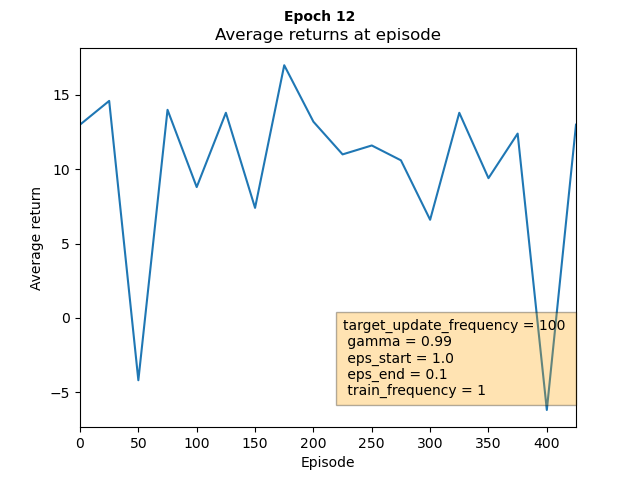 Epoch 12
Average returns at episode
15
10
5
0
−5
Average return
target_update_frequency = 100
gamma = 0.99
eps_start = 1.0
eps_end = 0.1
train_frequency = 1
0 50 100 150 200 250 300 350 400
Episode